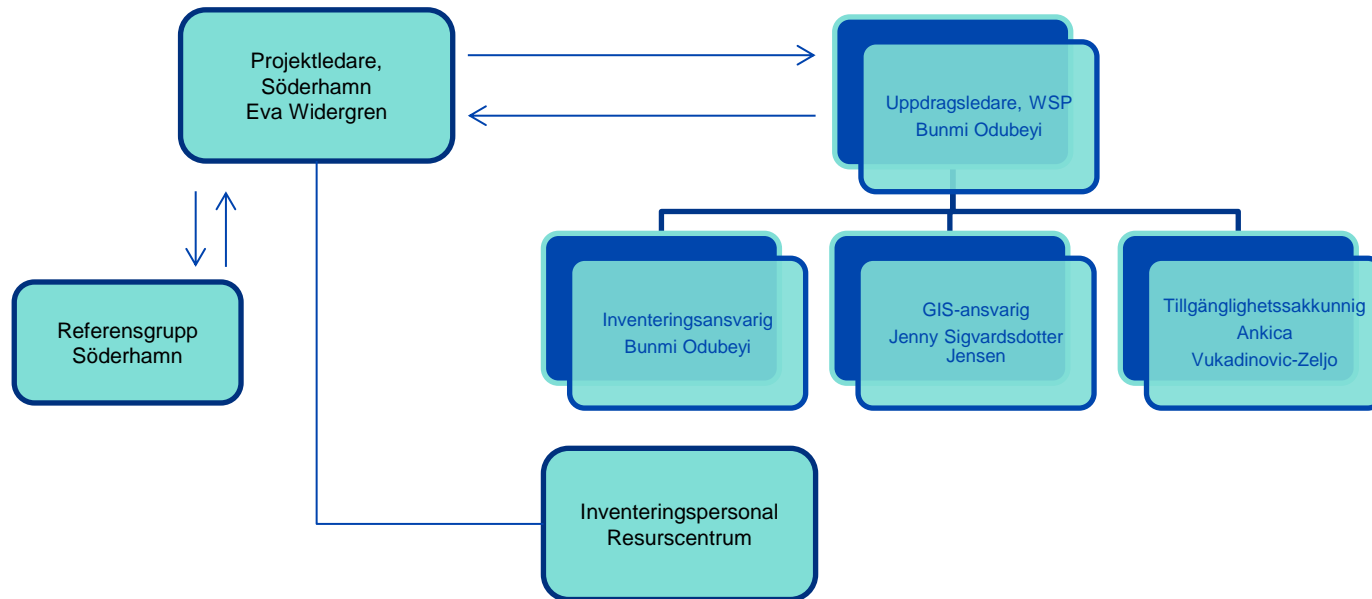 Projektledare,
Söderhamn
Eva Widergren
Uppdragsledare, WSP
Bunmi Odubeyi
Referensgrupp
Söderhamn
Inventeringsansvarig
Bunmi Odubeyi
GIS-ansvarig
Jenny Sigvardsdotter
Jensen
Tillgänglighetssakkunnig
Ankica
Vukadinovic-Zeljo
Inventeringspersonal
Resurscentrum